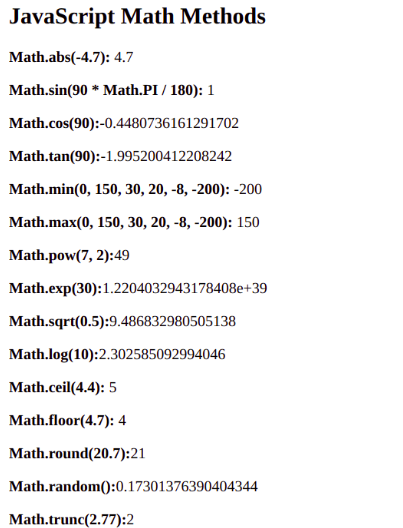 JavaScript Math Methods
Math.abs(-4.7): 4.7
Math.sin(90 * Math.PI / 180): 1
Math.cos(90):-0.4480736161291702
Math.tan(90):-1.995200412208242
Math.min(0, 150, 30, 20, -8, -200): -200
Math.max(0, 150, 30, 20, -8, -200): 150
Math.pow(7, 2):49
Math.exp(30):1.2204032943178408e+39
Math.sqrt(0.5):9.486832980505138
Math.log(10):2.302585092994046
Math.ceil(4.4): 5
Math.floor(4.7): 4
Math.round(20.7):21
Math.random():0.17301376390404344
Math.trunc(2.77):2